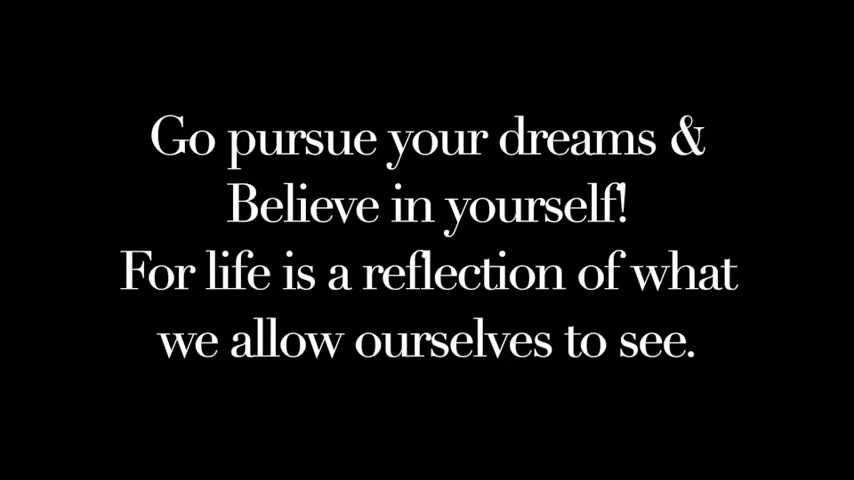 Go pursue your dreams &
Believe in yourself!
For life is a reflection of what
we allow ourselves to see.